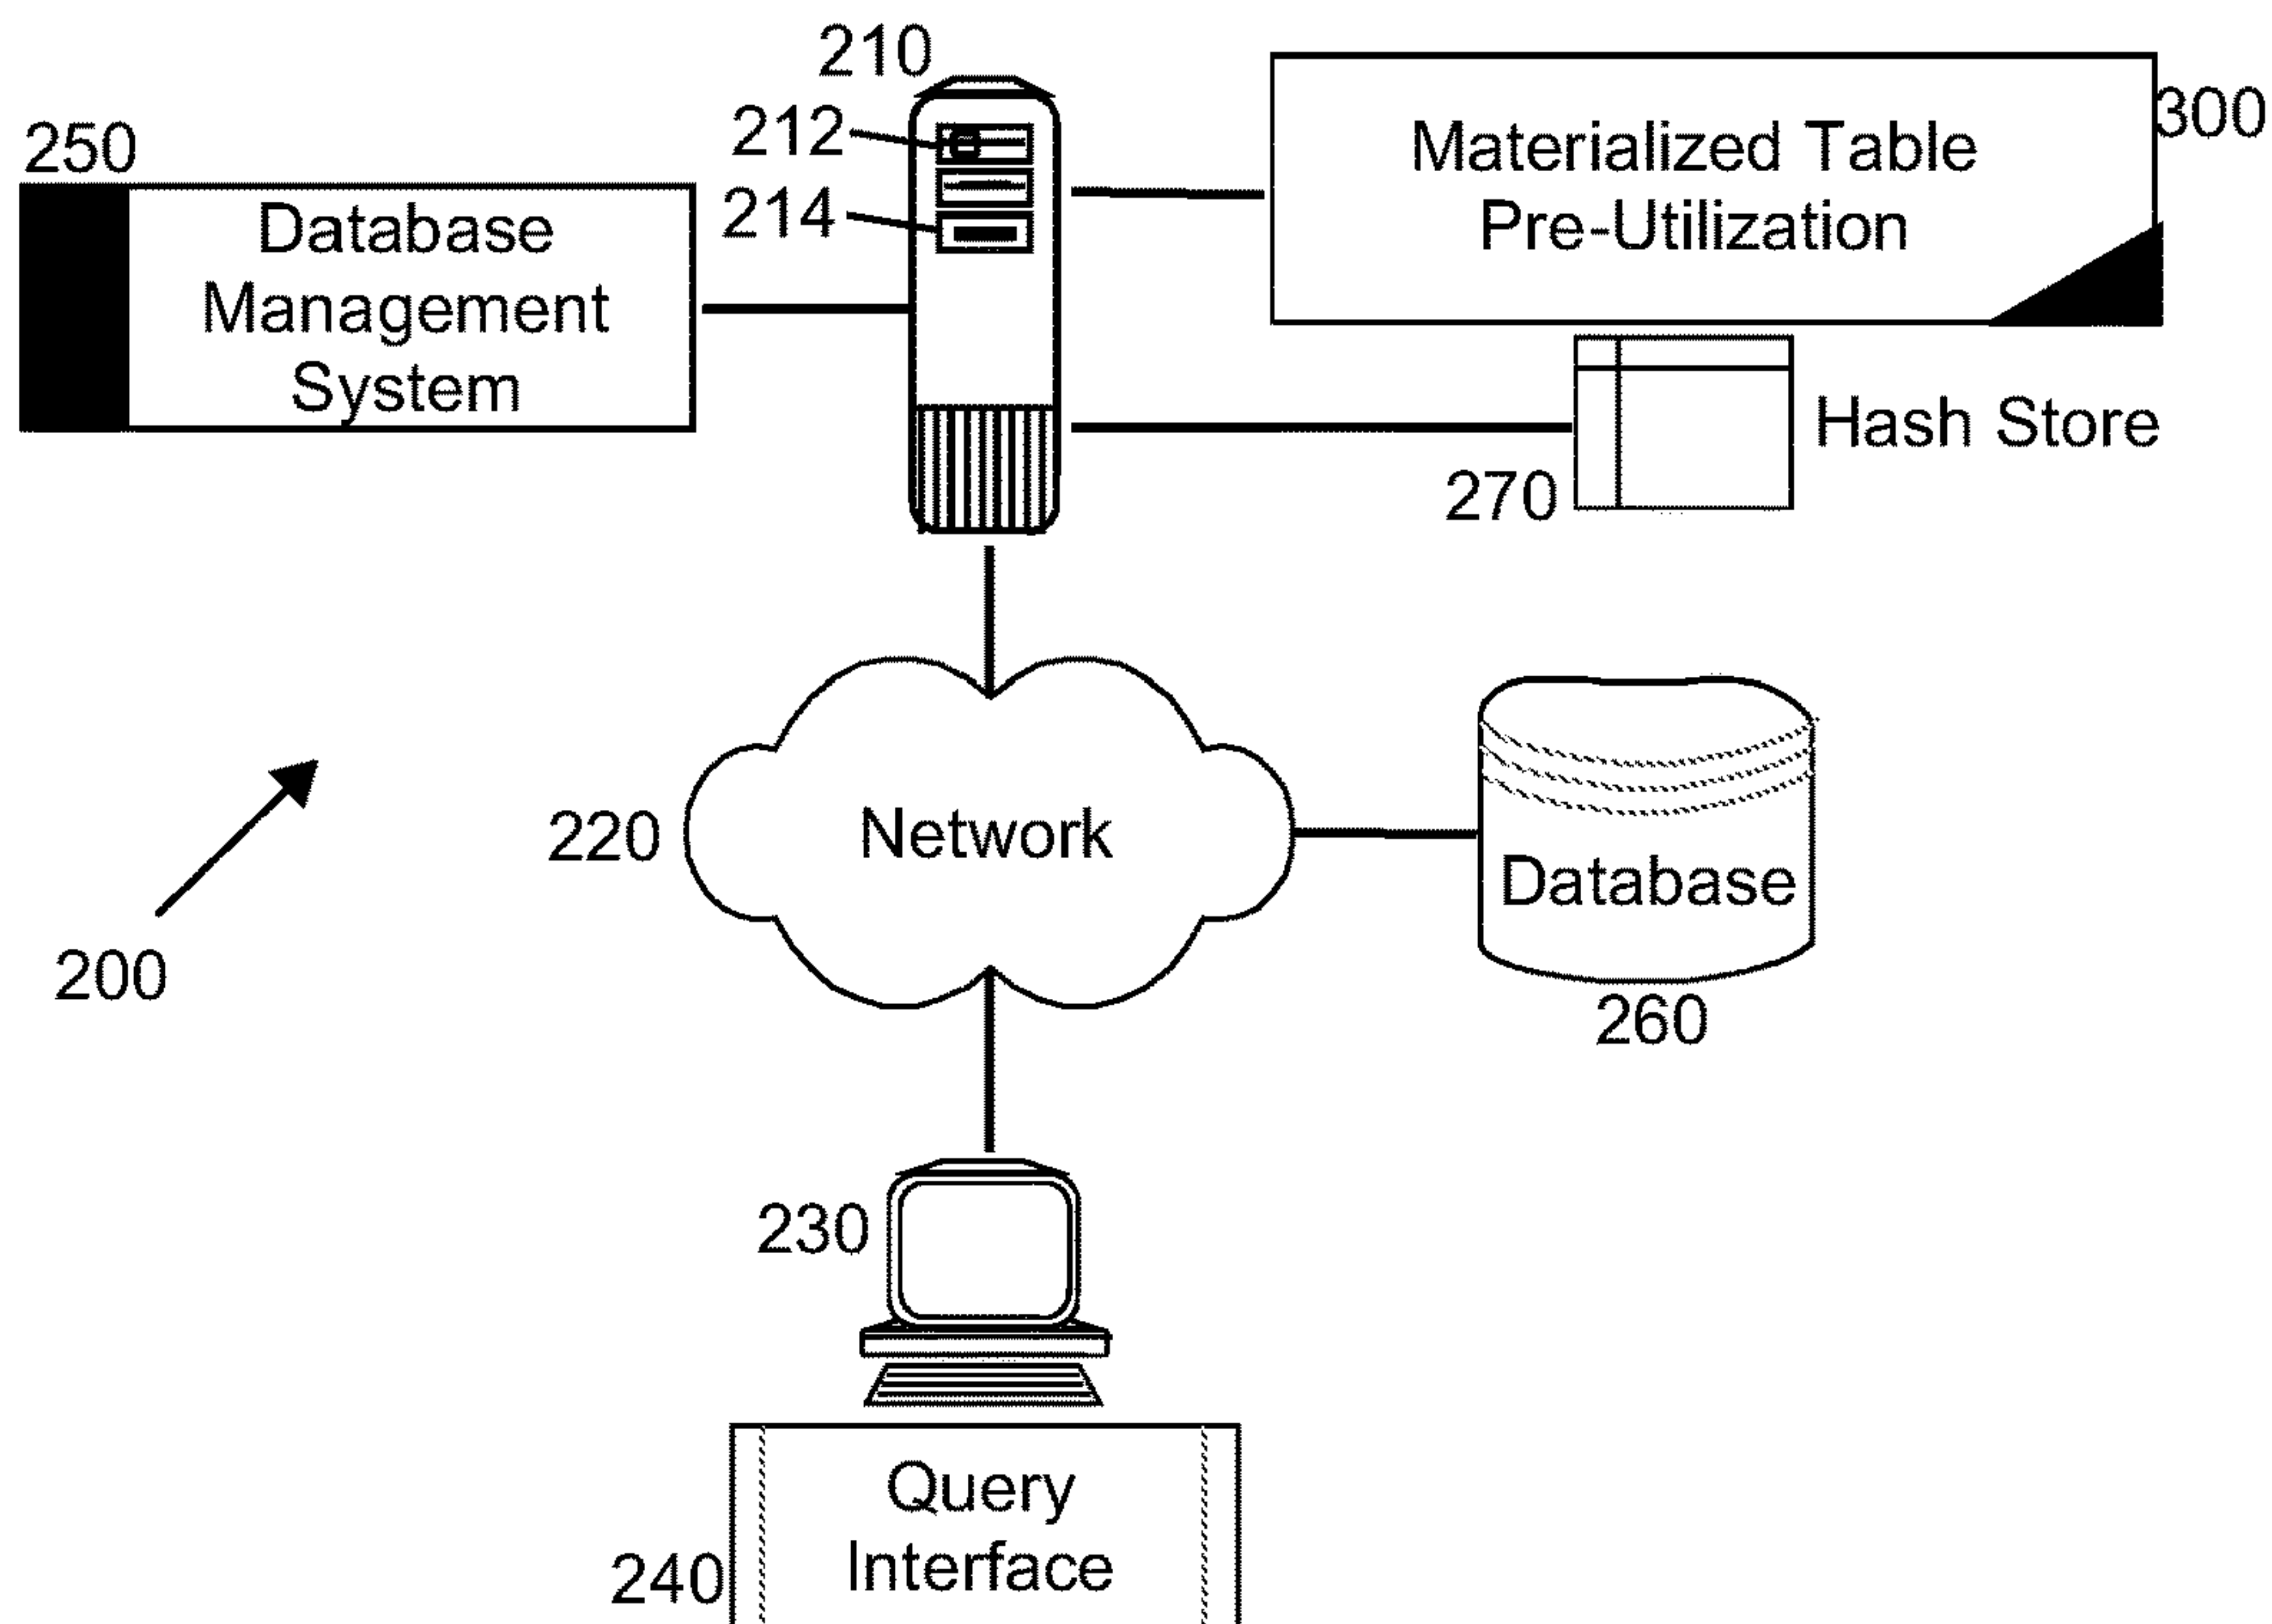 210
250
212
214
Database
Management
System
Materialized Table
Pre-Utilization
300
Hash Store
270
220
Network
Database
260
200
230
Query
Interface
240